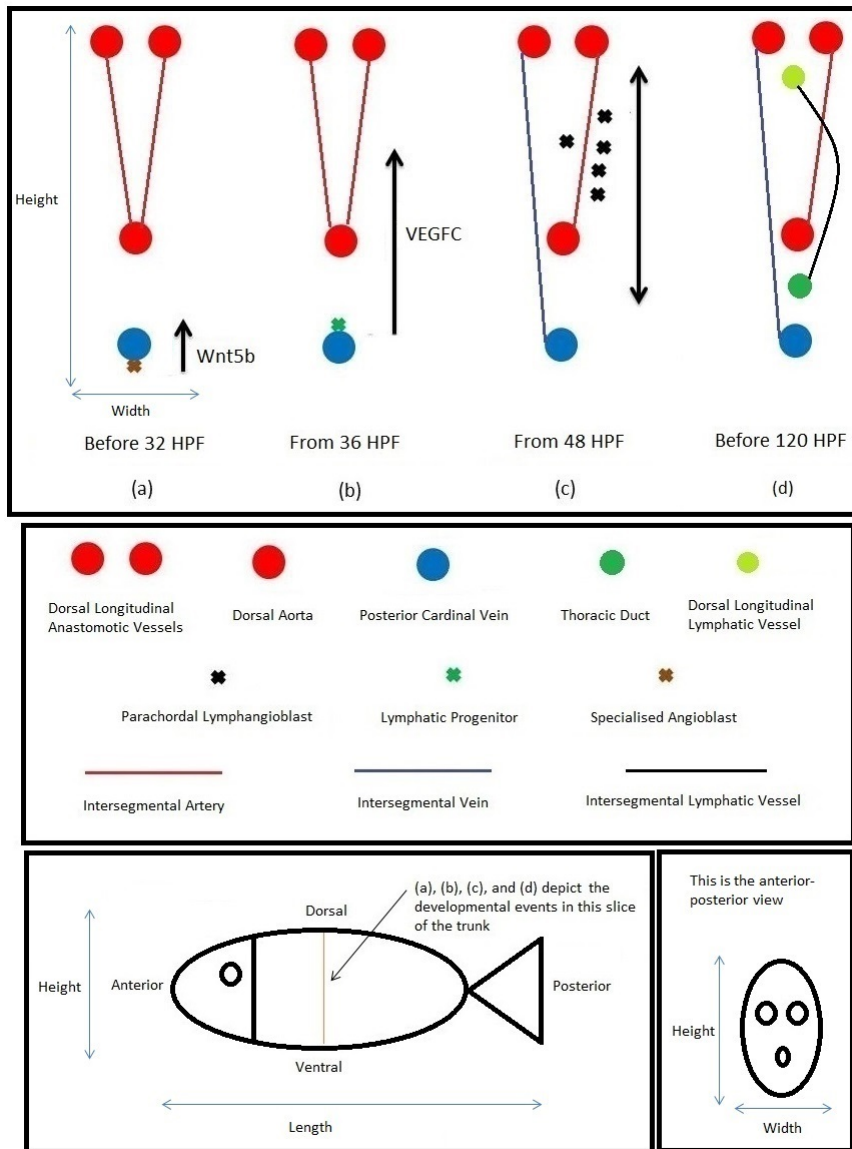 Height
VEGFC
Wnt5b
Width
Before 32 HPF
From 36 HPF
From 48 HPF
Before 120 HPF
(a)
(b)
(c)
(d)
Dorsal Longitudinal
Anastomotic Vessels
Dorsal Aorta
Posterior Cardinal Vein
Thoracic Duct
Dorsal Longitudinal
Lymphatic Vessel
Parachordal Lymphangioblast
Lymphatic Progenitor
Specialised Angioblast
Intersegmental Artery
Intersegmental Vein
Intersegmental Lymphatic Vessel
(a), (b), (c), and (d) depict the
developmental events in this slice
of the trunk
Dorsal
Height
Anterior
Posterior
Ventral
Length
This is the anterior-
posterior view
Height
Width